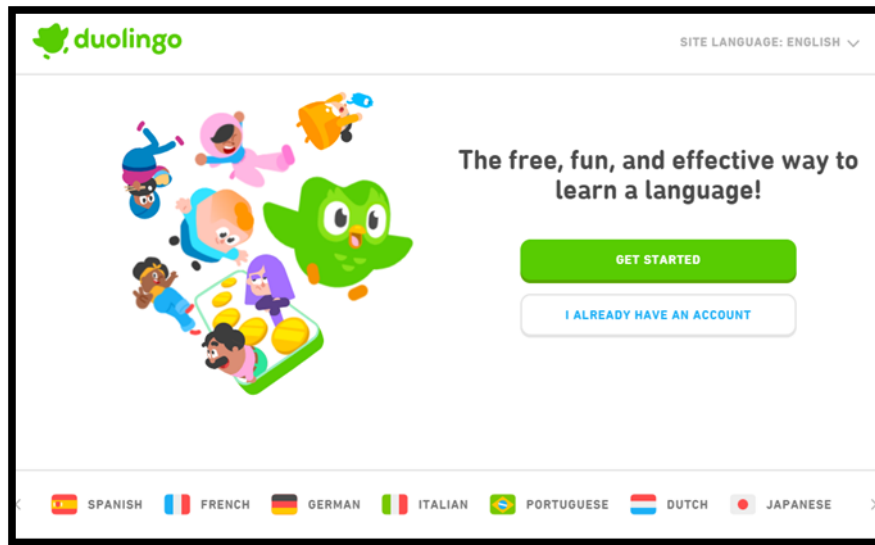 duolingo
SITE LANGUAGE: ENGLISH
The free, fun, and effective way to
learn a language!
GET STARTED
I ALREADY HAVE AN ACCOUNT
SPANISH FRENCH GERMAN ITALIAN PORTUGUESE DUTCH JAPANESE